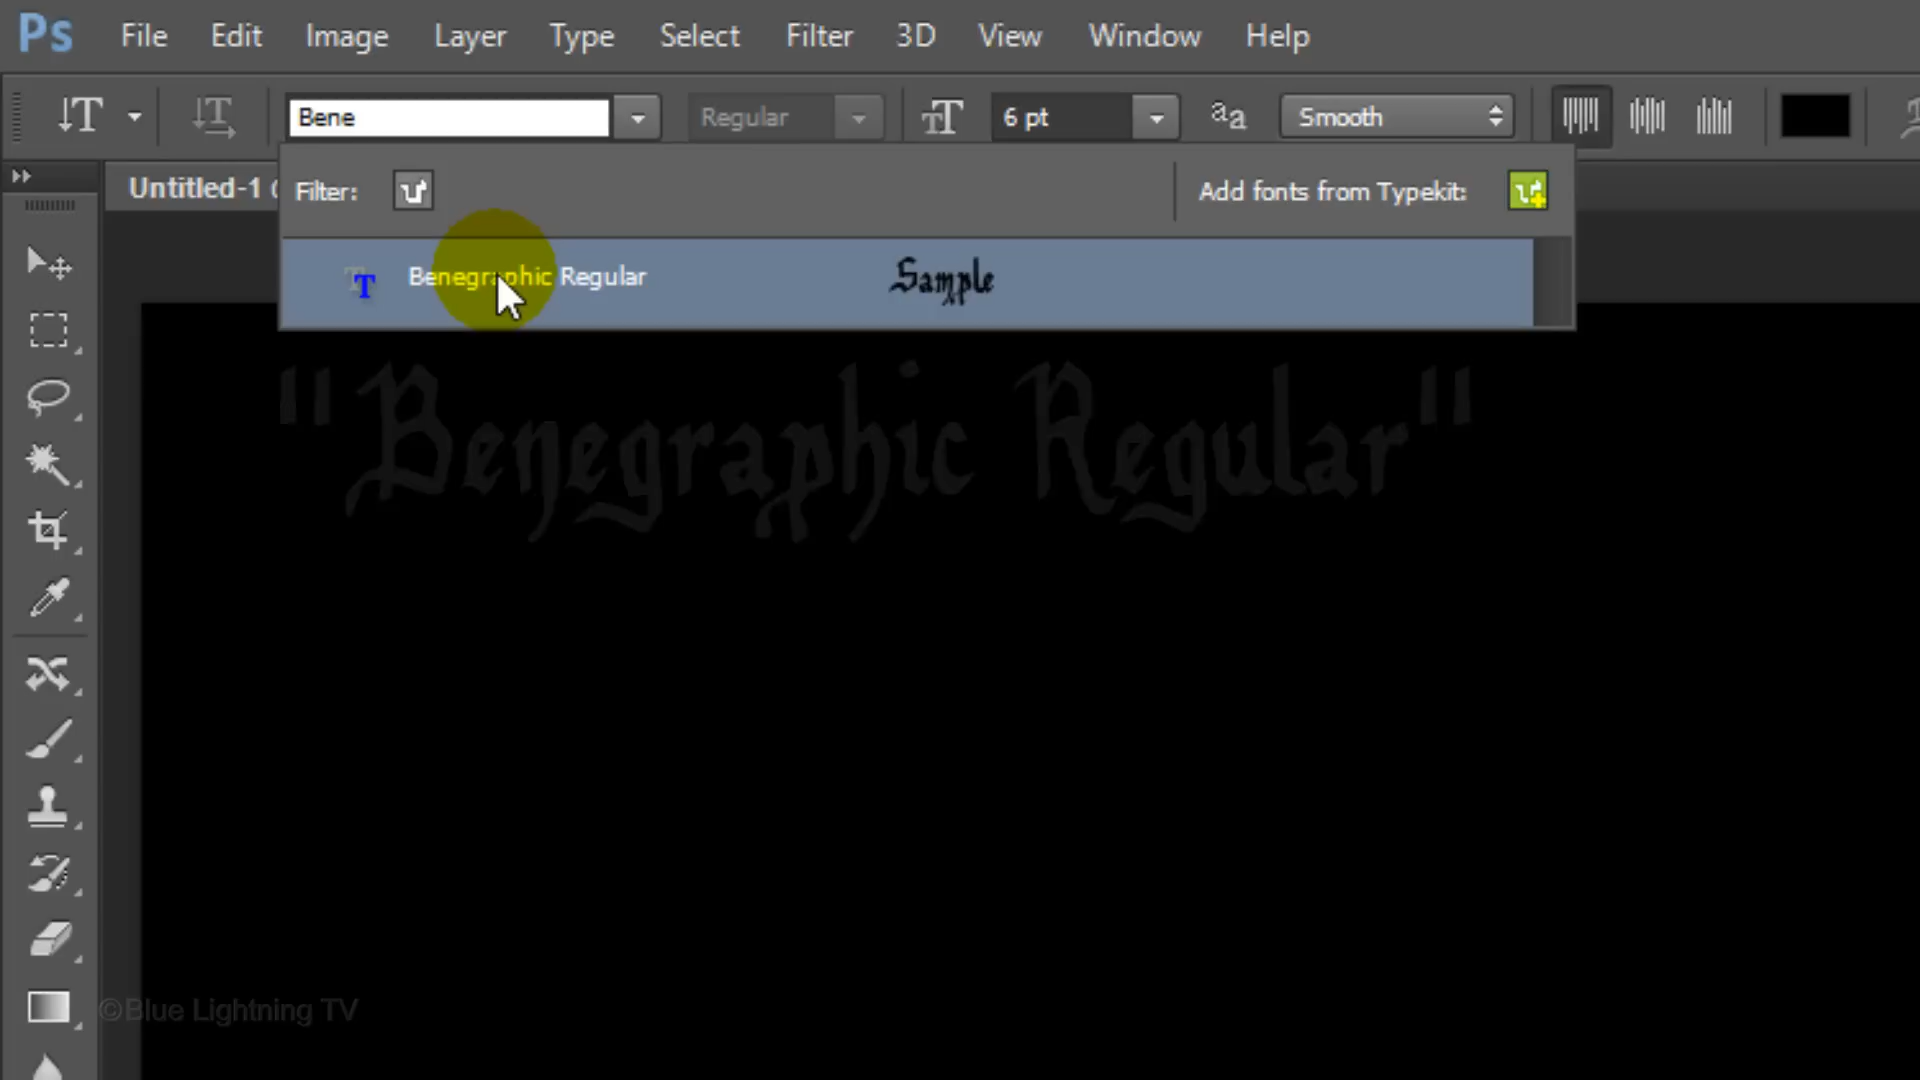 Ps File Edit Image Layer Type Select Filter 3D View Window Help
Bene Regular 6 pt aa Smooth
Untitled-1
Filter: Add fonts from Typekit:
Benegraphic Regular Sample
"Benegraphic Regular"
©Blue Lightning TV